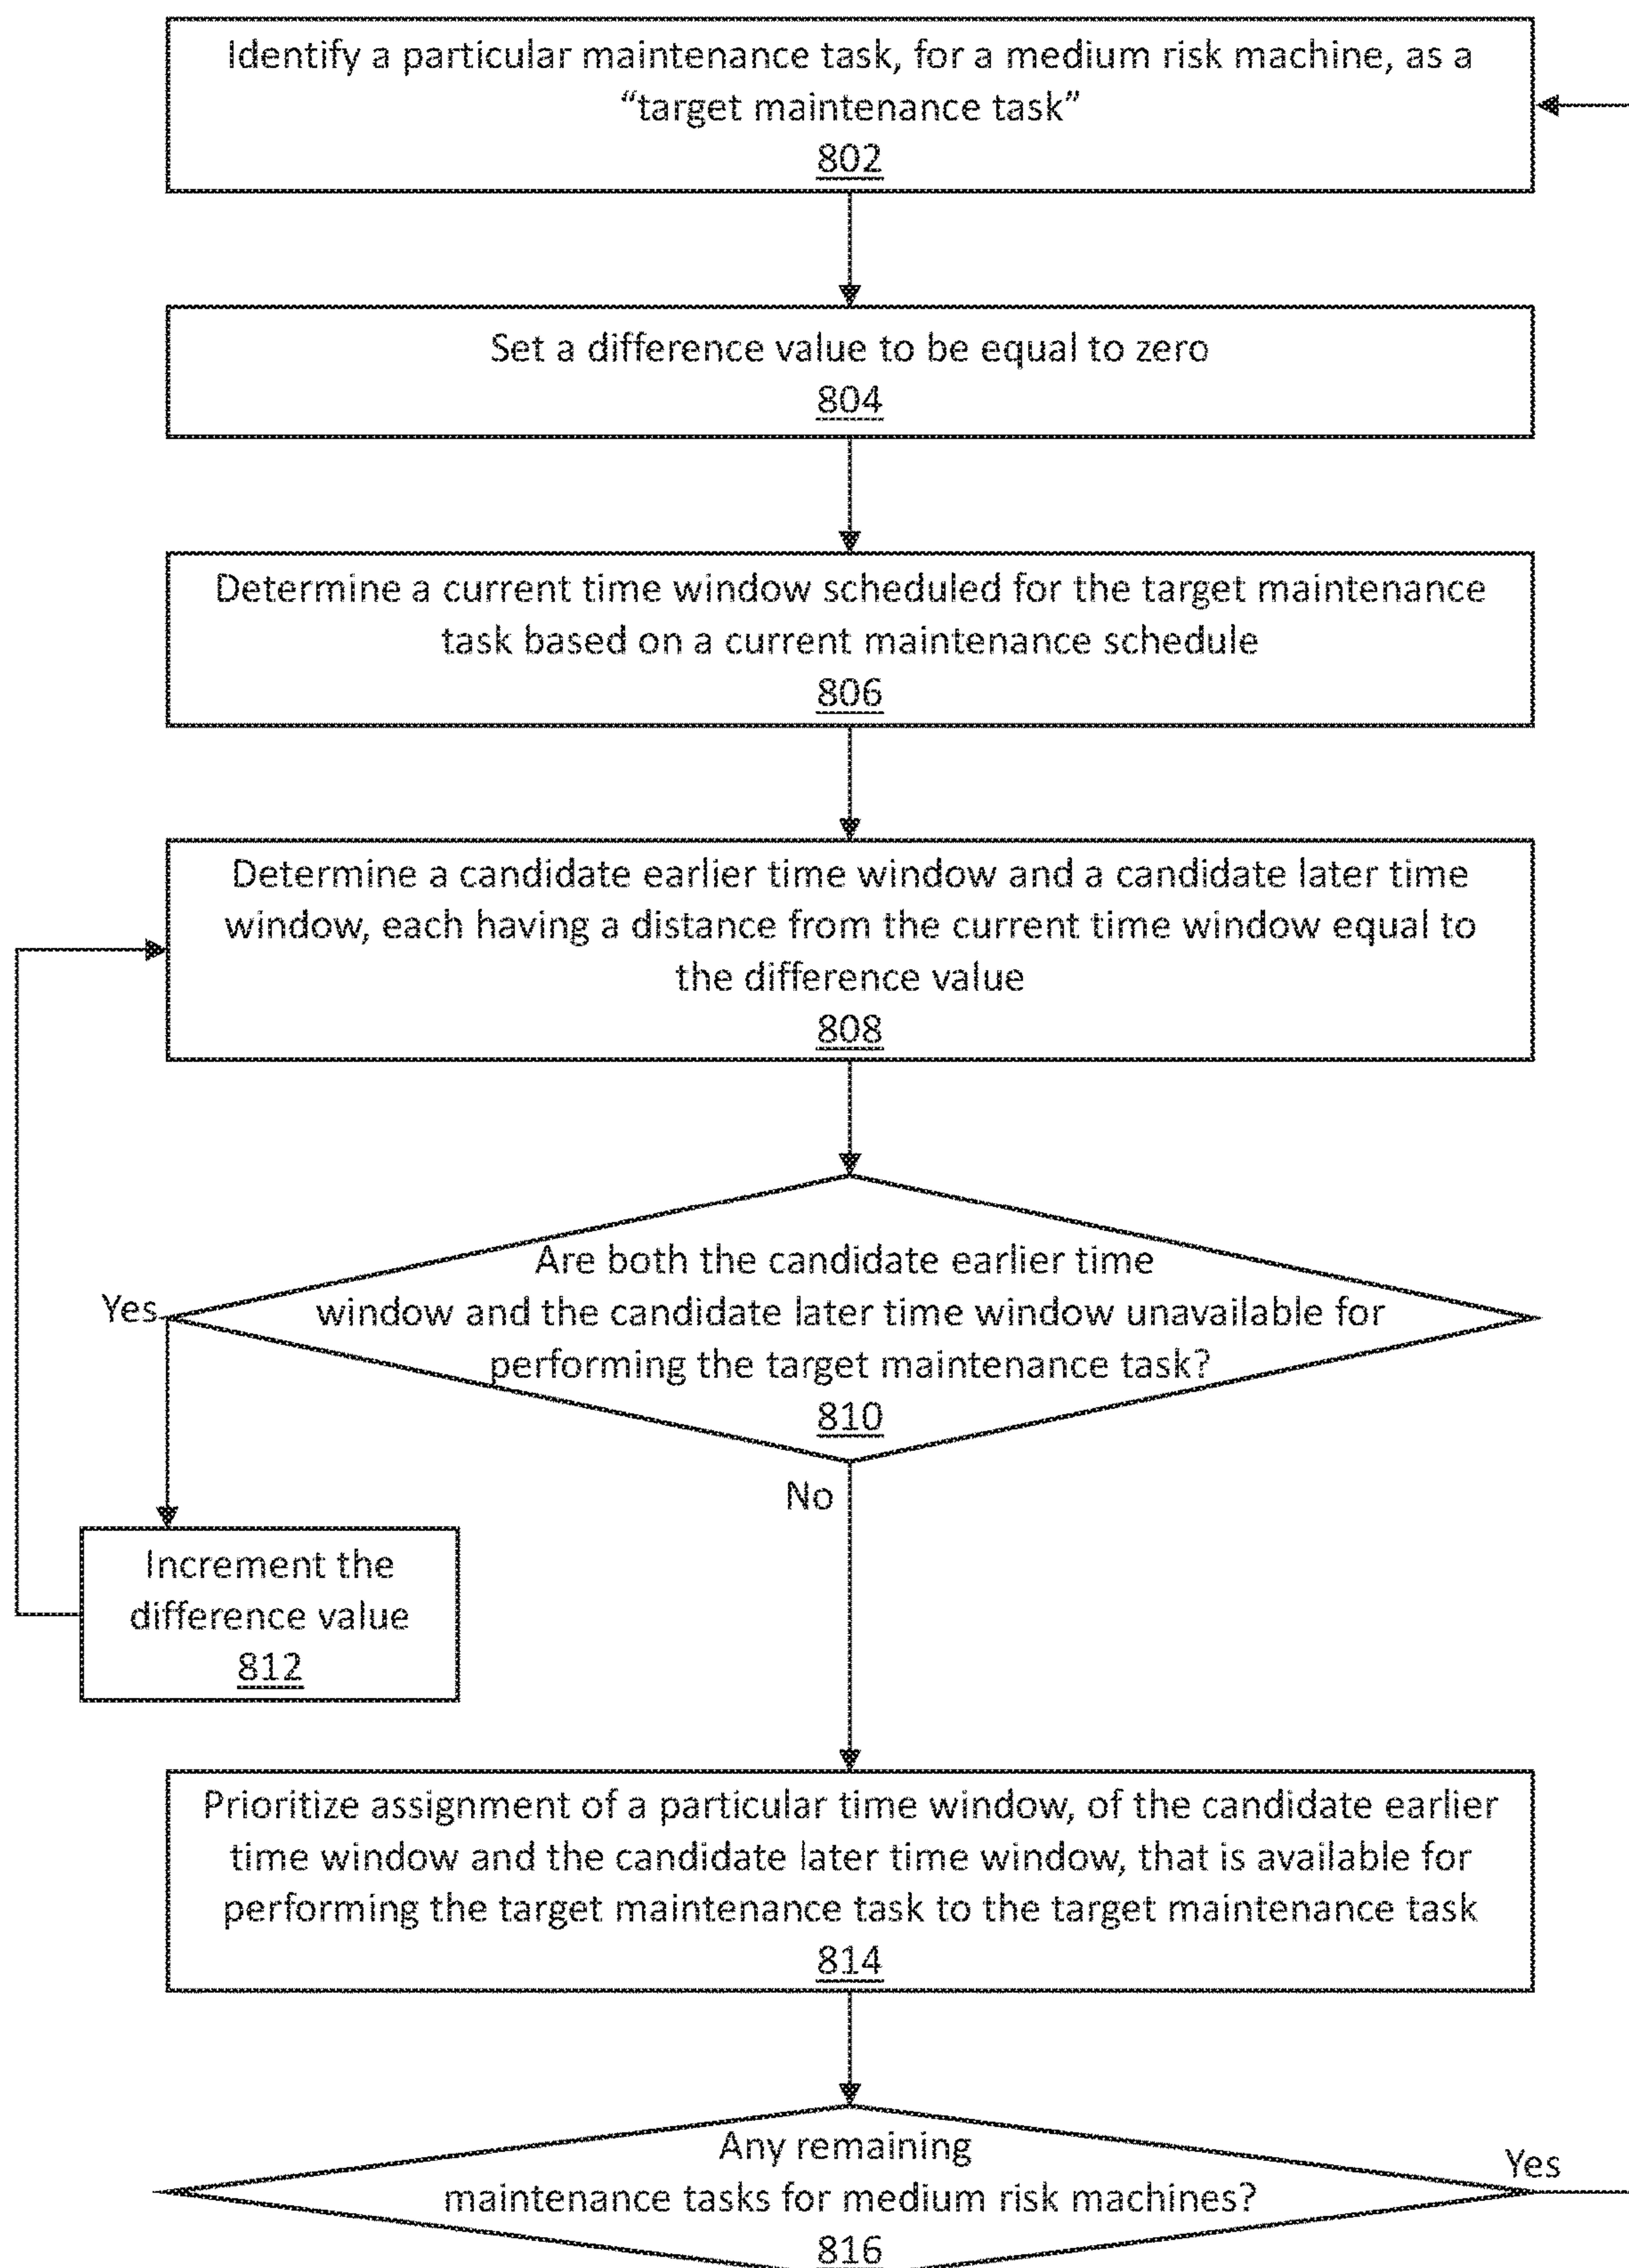 Identify a particular maintenance task, for a medium risk machine, as a
“target maintenance task”
802
Set a difference value to be equal to zero
804
Determine a current time window scheduled for the target maintenance
task based on a current maintenance schedule
806
Determine a candidate earlier time window and a candidate later time
window, each having a distance from the current time window equal to
the difference value
808
Are both the candidate earlier time
window and the candidate later time window unavailable for
performing the target maintenance task?
810
Yes
No
Increment the
difference value
812
Prioritize assignment of a particular time window, of the candidate earlier
time window and the candidate later time window, that is available for
performing the target maintenance task to the target maintenance task
814
Any remaining
maintenance tasks for medium risk machines?
816
Yes